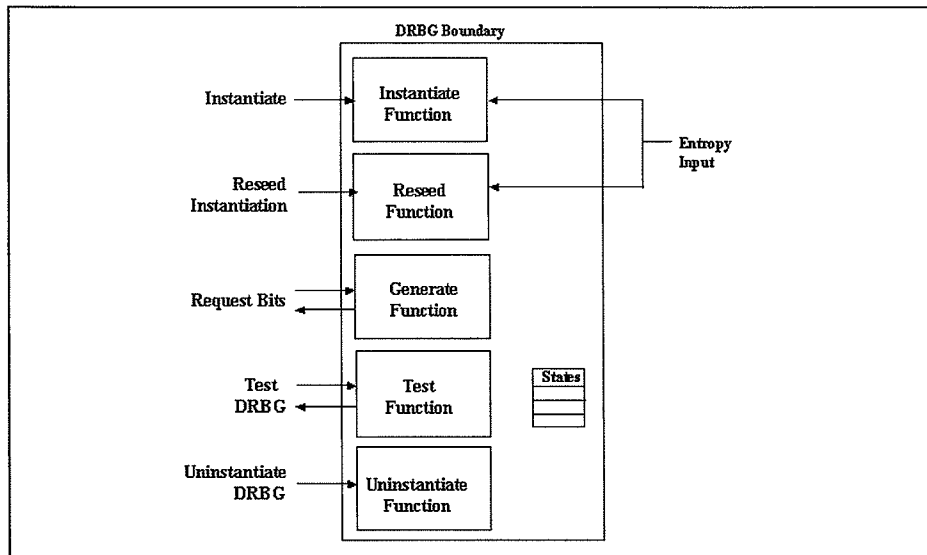 DRBG Boundary
Instantiate
Instantiate
Function
Entropy
Input
Reseed
Instantiation
Reseed
Function
Request Bits
Generate
Function
Test
DRBG
Test
Function
States
Uninstantiate
DRBG
Uninstantiate
Function